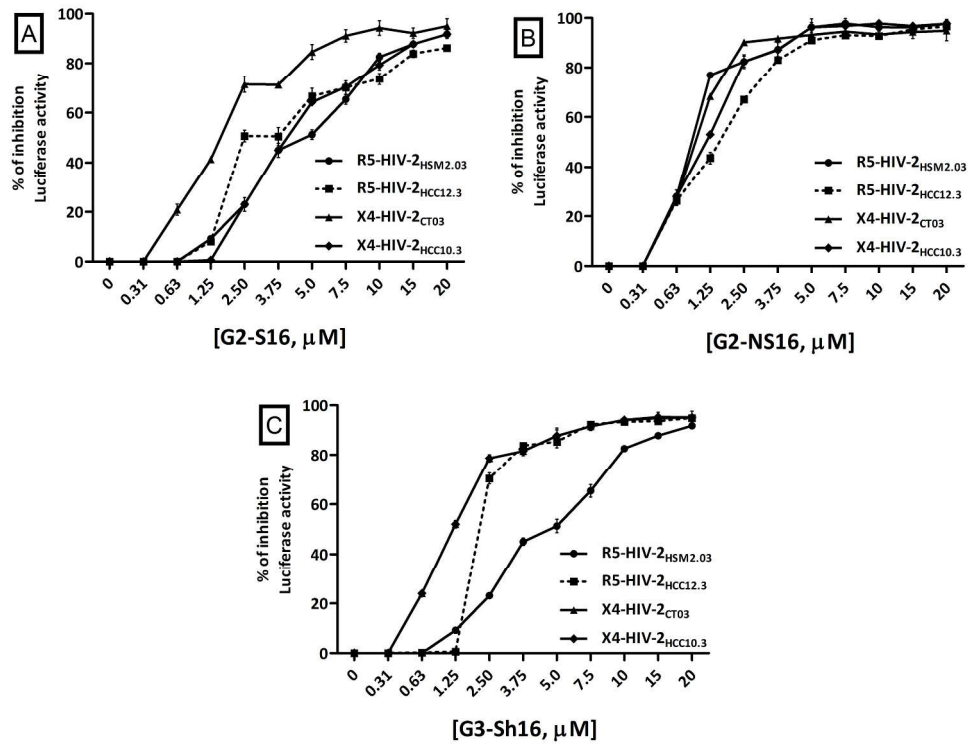 A
% of inhibition
Luciferase activity
100
80
60
40
20
0
R5-HIV-2HSM2.03
R5-HIV-2HCC12.3
X4-HIV-2CT03
X4-HIV-2HCC10.3
0 0.31 0.63 1.25 2.50 3.75 5.0 7.5 10 15 20
[G2-S16, μM]
B
% of inhibition
Luciferase activity
100
80
60
40
20
0
R5-HIV-2HSM2.03
R5-HIV-2HCC12.3
X4-HIV-2CT03
X4-HIV-2HCC10.3
0 0.31 0.63 1.25 2.50 3.75 5.0 7.5 10 15 20
[G2-NS16, μM]
C
% of inhibition
Luciferase activity
100
80
60
40
20
0
R5-HIV-2HSM2.03
R5-HIV-2HCC12.3
X4-HIV-2CT03
X4-HIV-2HCC10.3
0 0.31 0.63 1.25 2.50 3.75 5.0 7.5 10 15 20
[G3-Sh16, μM]